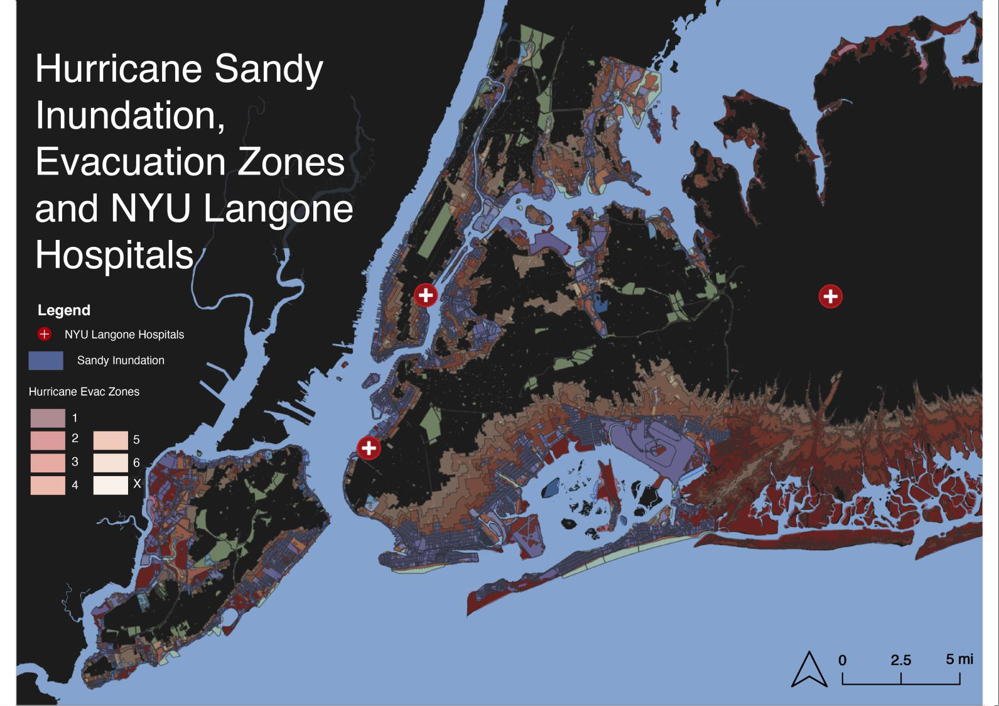 Hurricane Sandy
Inundation,
Evacuation Zones
and NYU Langone
Hospitals
Legend
NYU Langone Hospitals
Sandy Inundation
Hurricane Evac Zones
1
2
5
3
6
4
X
0 2.5 5 mi